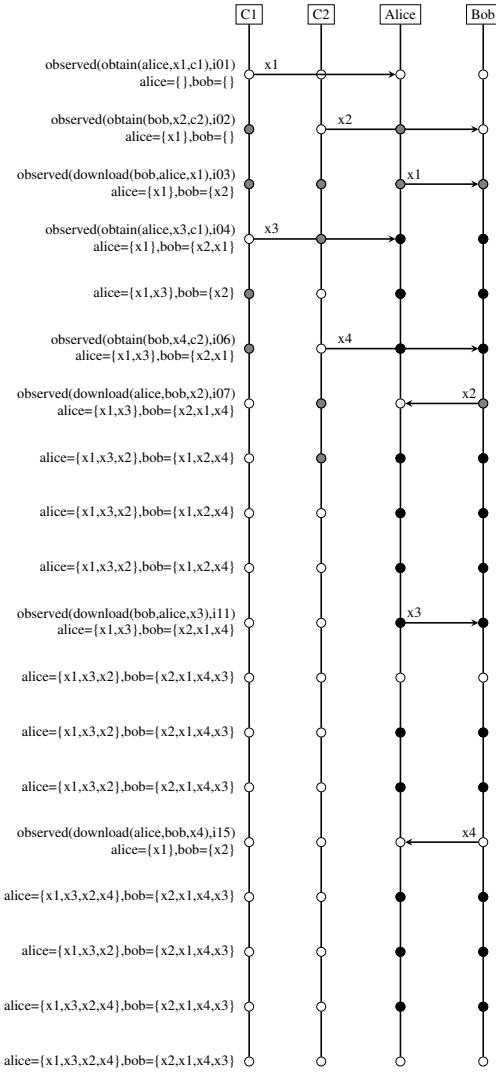 C1 C2 Alice Bob
observed(obtain(alice,x1,c1),i01) x1
alice={},bob={}
observed(obtain(bob,x2,c2),i02) x2
alice={x1},bob={}
observed(download(bob,alice,x1),i03) x1
alice={x1},bob={x2}
observed(obtain(alice,x3,c1),i04) x3
alice={x1},bob={x2,x1}
alice={x1,x3},bob={x2}
observed(obtain(bob,x4,c2),i06) x4
alice={x1,x3},bob={x2,x1}
observed(download(alice,bob,x2),i07) x2
alice={x1,x3},bob={x2,x1,x4}
alice={x1,x3,x2},bob={x1,x2,x4}
alice={x1,x3,x2},bob={x1,x2,x4}
alice={x1,x3,x2},bob={x1,x2,x4}
observed(download(bob,alice,x3),i11) x3
alice={x1,x3},bob={x2,x1,x4}
alice={x1,x3,x2},bob={x2,x1,x4,x3}
alice={x1,x3,x2},bob={x2,x1,x4,x3}
alice={x1,x3,x2},bob={x2,x1,x4,x3}
observed(download(alice,bob,x4),i15) x4
alice={x1},bob={x2}
alice={x1,x3,x2,x4},bob={x2,x1,x4,x3}
alice={x1,x3,x2},bob={x2,x1,x4,x3}
alice={x1,x3,x2,x4},bob={x2,x1,x4,x3}
alice={x1,x3,x2,x4},bob={x2,x1,x4,x3}